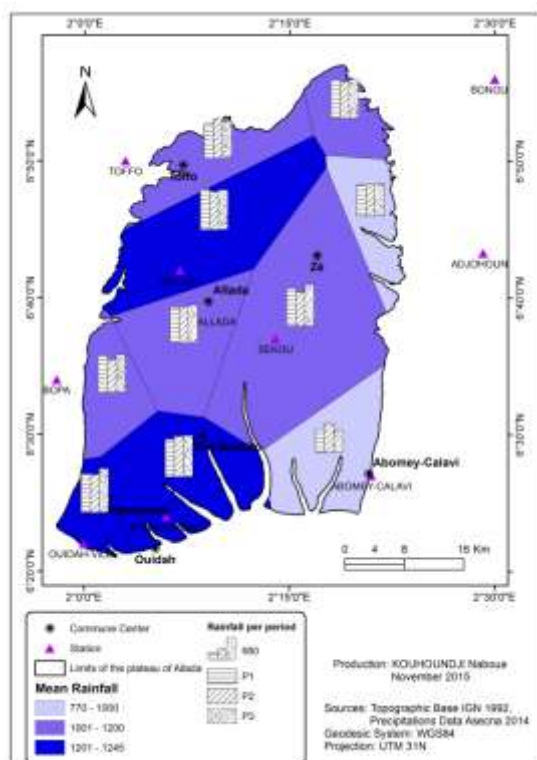 2°0'0"E 2°15'0"E 2°30'0"E
N
BONOU
6°50'0"N 6°50'0"N
TOFFO
Toffo
ADJOHOUN
Zè
6°40'0"N 6°40'0"N
Allada
ALLADA
SEKOU
BOPA
6°30'0"N 6°30'0"N
Abomey-Calavi
ABOMEY-CALAVI
Ouidah
0 4 8 16 Km
6°20'0"N 6°20'0"N
2°0'0"E 2°15'0"E 2°30'0"E
Commune Center
Station
Limits of the plateau of Allada
Mean Rainfall
1001 - 1200
1201 - 1245
Rainfall per period
P1
P2
P3
Production: KOUHOUNDJI Naboua
November 2015
Sources: Topographic Base IGN 1992,
Precipitations Data Asecna 2014
Geodesic System: WGS84
Projection: UTM 31N